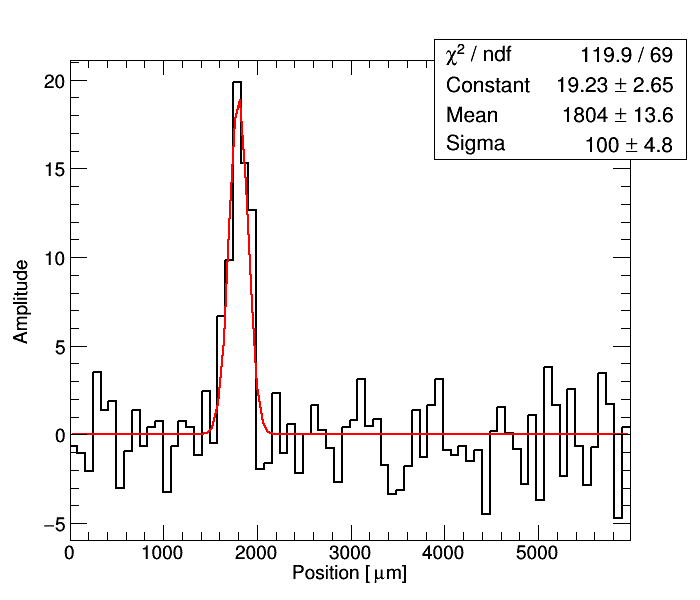 χ² / ndf 119.9 / 69
Constant 19.23 ± 2.65
Mean 1804 ± 13.6
Sigma 100 ± 4.8
20
15
10
5
0
−5
Amplitude
0 1000 2000 3000 4000 5000
Position [ μm]